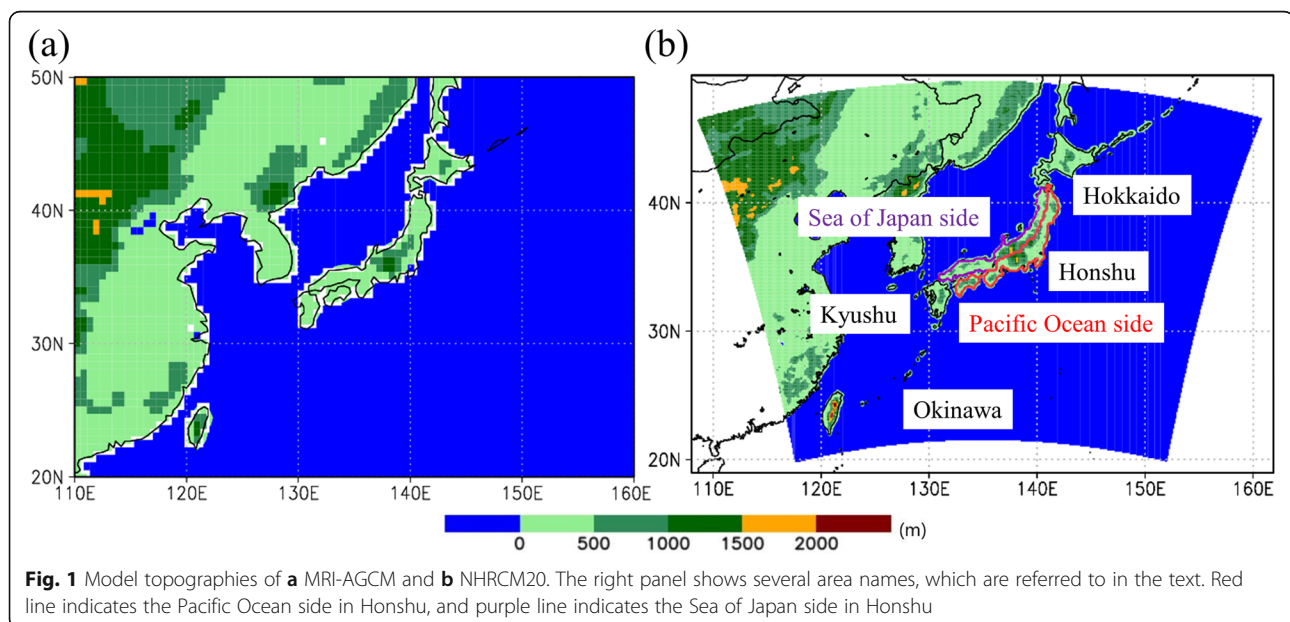 (a)
(b)
50N
40N
30N
20N
110E 120E 130E 140E 150E 160E
Sea of Japan side
Hokkaido
Honshu
Kyushu
Pacific Ocean side
Okinawa
40N
30N
20N
110E 120E 130E 140E 150E 160E
0 500 1000 1500 2000 (m)
Fig. 1 Model topographies of a MRI-AGCM and b NHRCM20. The right panel shows several area names, which are referred to in the text. Red
line indicates the Pacific Ocean side in Honshu, and purple line indicates the Sea of Japan side in Honshu